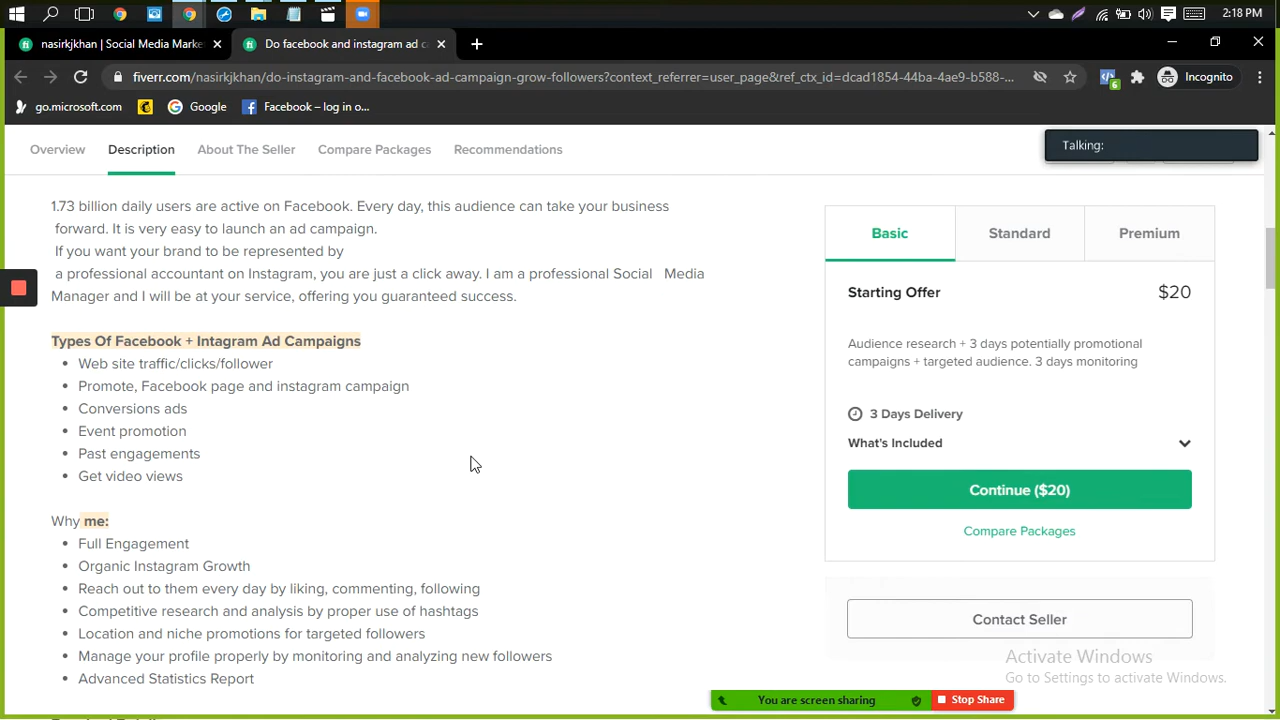 2:18 PM
nasirkjkhan | Social Media Marke
Do facebook and instagram ad c
fiverr.com/nasirkjkhan/do-instagram-and-facebook-ad-campaign-grow-followers?context_referrer=user_page&ref_ctx_id=dcad1854-44ba-4ae9-b588-...
6
Incognito
go.microsoft.com
Google
Facebook – log in o...
Overview
Description
About The Seller
Compare Packages
Recommendations
Talking:
1.73 billion daily users are active on Facebook. Every day, this audience can take your business
forward. It is very easy to launch an ad campaign.
If you want your brand to be represented by
a professional accountant on Instagram, you are just a click away. I am a professional Social Media
Manager and I will be at your service, offering you guaranteed success.
Types Of Facebook + Intagram Ad Campaigns
• Web site traffic/clicks/follower
• Promote, Facebook page and instagram campaign
• Conversions ads
• Event promotion
• Past engagements
• Get video views
Why me:
• Full Engagement
• Organic Instagram Growth
• Reach out to them every day by liking, commenting, following
• Competitive research and analysis by proper use of hashtags
• Location and niche promotions for targeted followers
• Manage your profile properly by monitoring and analyzing new followers
• Advanced Statistics Report
Basic
Standard
Premium
Starting Offer
$20
Audience research + 3 days potentially promotional
campaigns + targeted audience. 3 days monitoring
3 Days Delivery
What's Included
Continue ($20)
Compare Packages
Contact Seller
Activate Windows
Go to Settings to activate Windows.
You are screen sharing
Stop Share